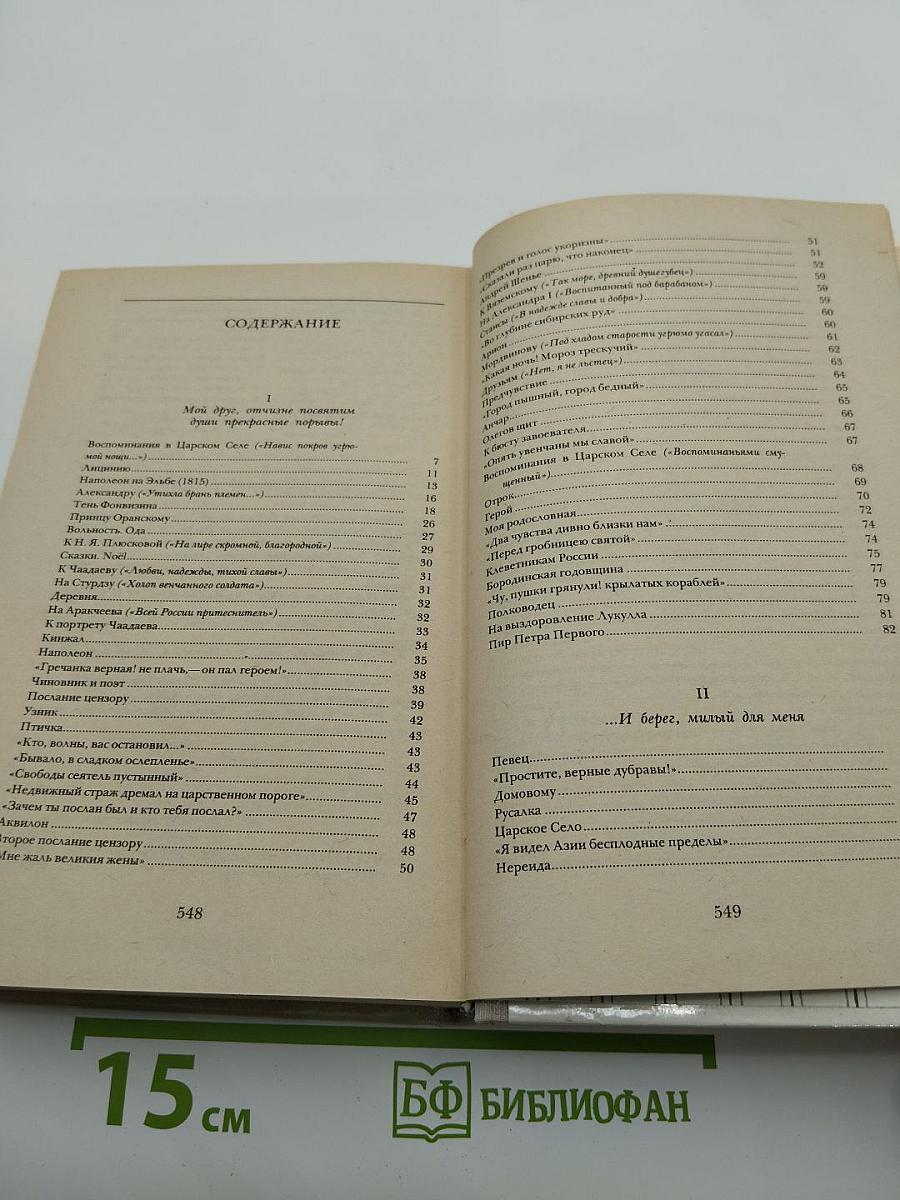 СОДЕРЖАНИЕ
I
Мой друг, отчизне посвятим
души прекрасные порывы!
Воспоминания в Царском Селе («Навис покров угрю-
мой нощи...») 7
Лицинию 11
Наполеон на Эльбе (1815) 13
Александру («Утихла брань племен...») 16
Тень Фонвизина 18
Принцу Оранскому 26
Вольность. Ода 27
К Н. Я. Плюсковой («На лире скромной, благородной») 29
Сказки. Noёl 30
К Чаадаеву («Любви, надежды, тихой славы») 31
На Стурдзу («Холоп венчанного солдата») 31
Деревня 32
На Аракчеева («Всей России притеснитель») 32
К портрету Чаадаева 33
Кинжал 34
Наполеон 35
«Гречанка верная! не плачь,— он пал героем!» 38
Чиновник и поэт 38
Послание цензору 39
Узник 42
Птичка 43
«Кто, волны, вас остановил...» 43
«Бывало, в сладком ослепленье» 43
«Свободы сеятель пустынный» 44
«Недвижный страж дремал на царственном пороге» 45
«Зачем ты послан был и кто тебя послал?» 47
Аквилон 48
Второе послание цензору 48
Мне жаль великия жены» 50
548
«Презрев и голос укоризны» 51
«Сказали раз царю, что наконец» 51
Андрей Шенье 52
К Вяземскому («Так море, древний душегубец») 59
На Александра I («Воспитанный под барабаном») 59
Стансы («В надежде славы и добра») 59
«Во глубине сибирских руд» 60
Арион 60
Мордвинову («Под хладом старости угрюмо угасал») 61
«Какая ночь! Мороз трескучий» 62
Друзьям («Нет, я не льстец») 63
Предчувствие 64
«Город пышный, город бедный» 65
Анчар 65
Олегов щит 66
К бюсту завоевателя 67
«Опять увенчаны мы славой» 67
Воспоминания в Царском Селе («Воспоминаньями сму-
щенный») 68
Отрок 69
Герой 70
Моя родословная 72
«Два чувства дивно близки нам» 74
«Перед гробницею святой» 74
Клеветникам России 75
Бородинская годовщина 77
«Чу, пушки грянули! крылатых кораблей» 79
Полководец 79
На выздоровление Лукулла 81
Пир Петра Первого 82
II
...И берег, милый для меня
Певец
«Простите, верные дубравы!»
Домовому
Русалка
Царское Село
«Я видел Азии бесплодные пределы»
Нереида
549
15 см
БФ БИБЛИОФАН